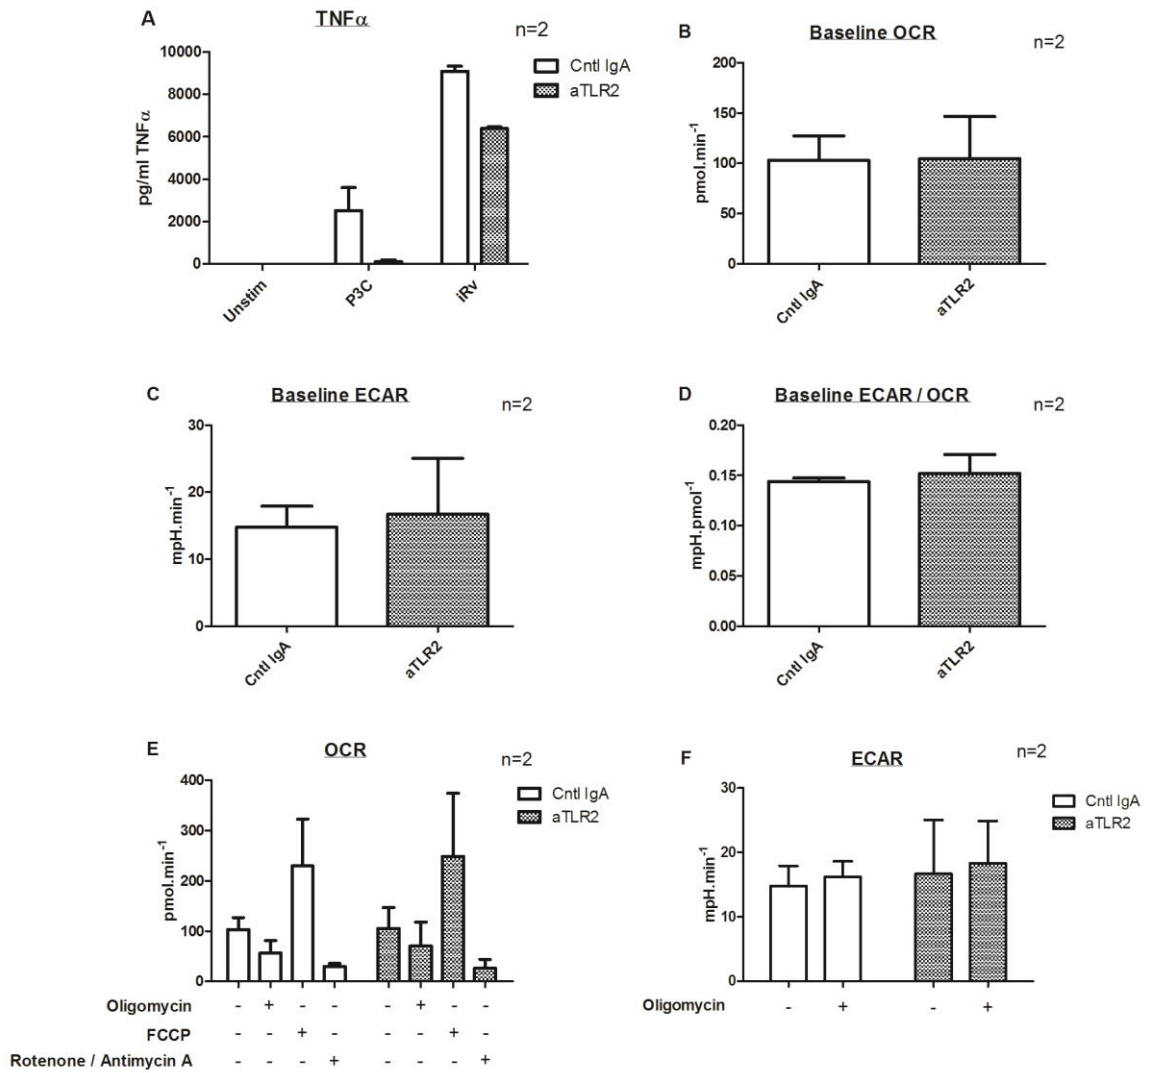 A
TNFα
n=2
Cntl IgA
aTLR2
pg/ml TNFα
10000
8000
6000
4000
2000
0
Unstim
P3C
iRv
B
Baseline OCR
n=2
pmol.min-1
200
150
100
50
0
Cntl IgA
aTLR2
C
Baseline ECAR
n=2
mpH.min-1
30
20
10
0
Cntl IgA
aTLR2
D
Baseline ECAR / OCR
n=2
mpH.pmol-1
0.20
0.15
0.10
0.05
0.00
Cntl IgA
aTLR2
E
OCR
n=2
Cntl IgA
aTLR2
pmol.min-1
400
300
200
100
0
Oligomycin - + - - - + - -
FCCP - - + - - - + -
Rotenone / Antimycin A - - - + - - - +
F
ECAR
n=2
Cntl IgA
aTLR2
mpH.min-1
30
20
10
0
Oligomycin - + - +